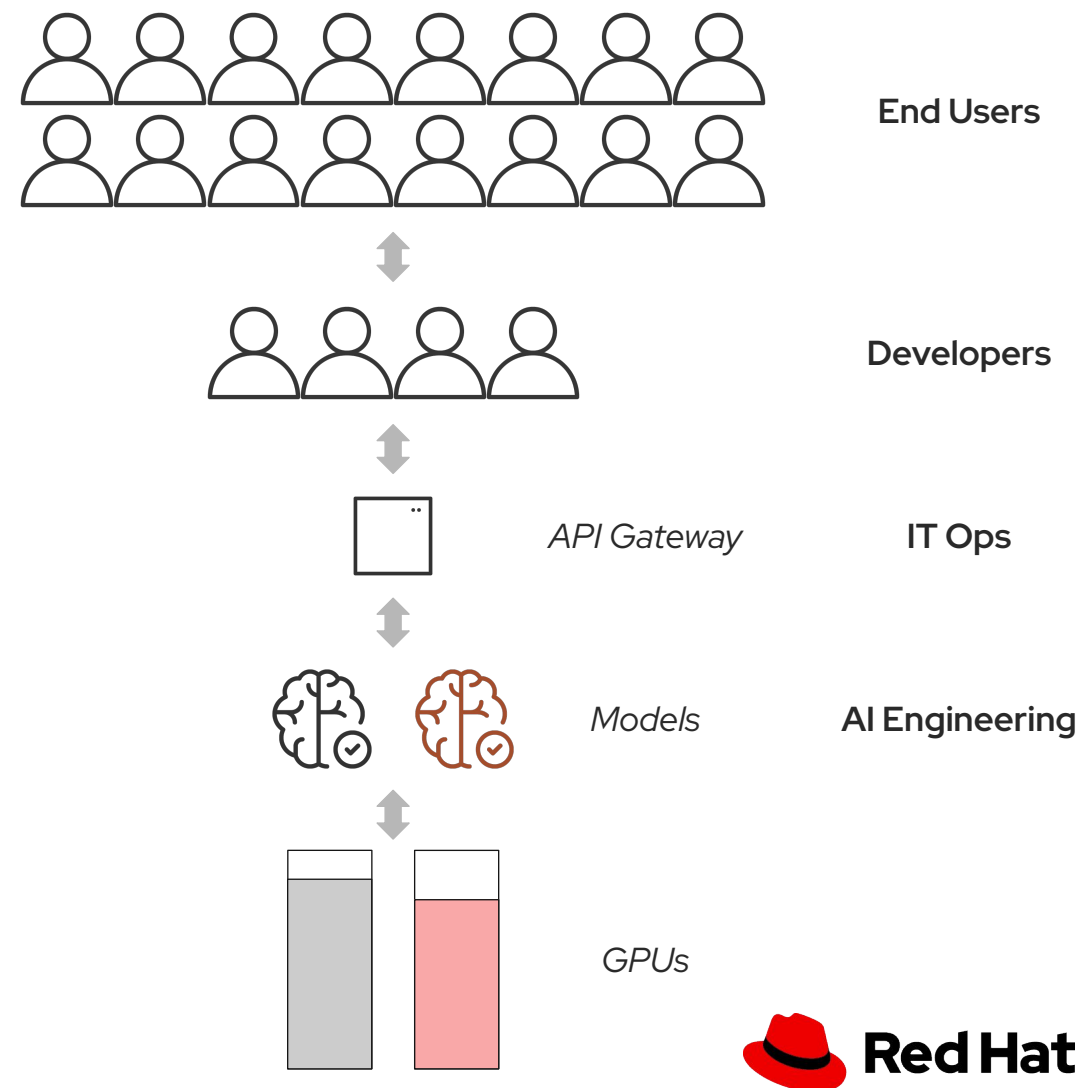 End Users
Developers
API Gateway
IT Ops
Models
AI Engineering
GPUs
Red Hat